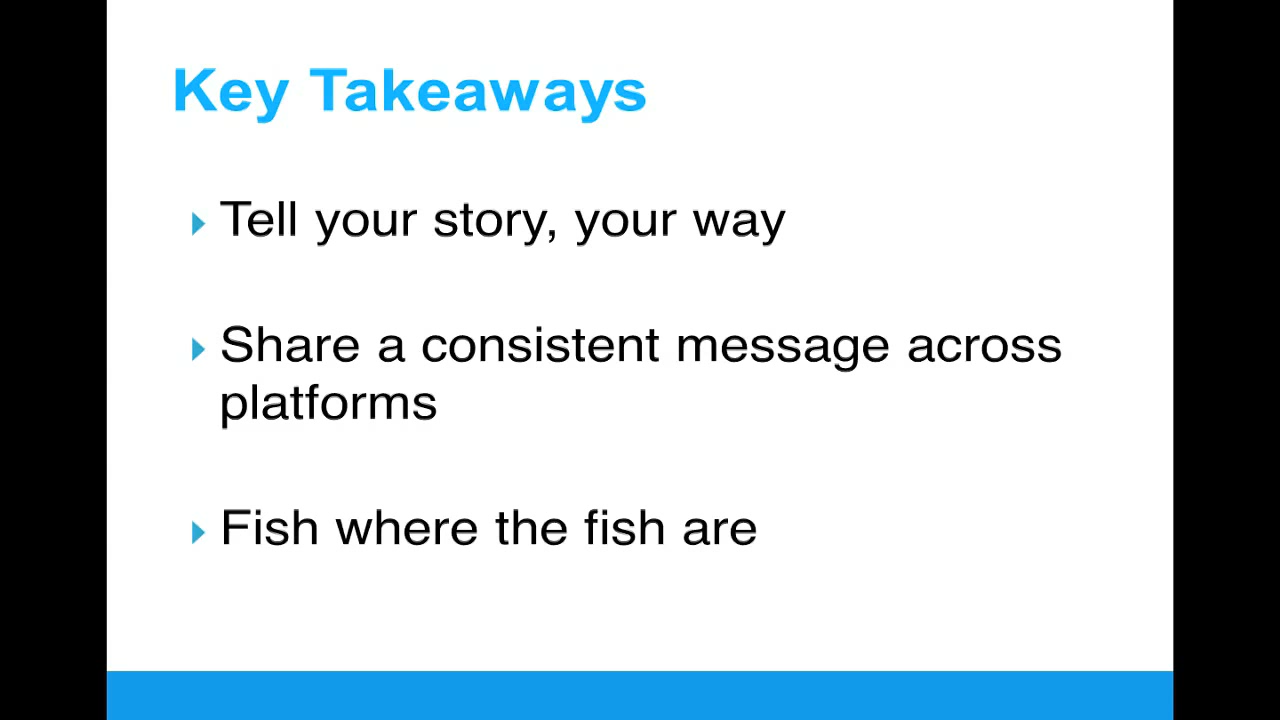 Key Takeaways
Tell your story, your way
Share a consistent message across
platforms
Fish where the fish are